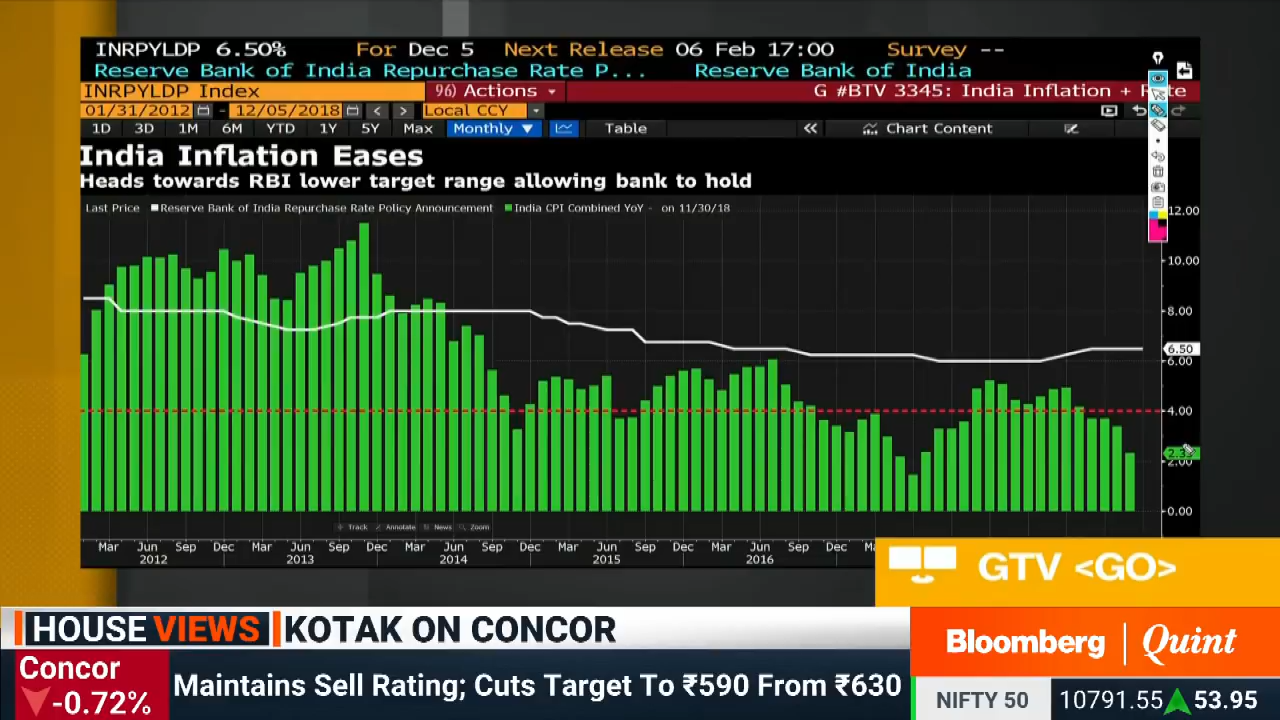 INRPYLDP 6.50% For Dec 5 Next Release 06 Feb 17:00 Survey --
Reserve Bank of India Repurchase Rate P... Reserve Bank of India
INRPYLDP Index 96) Actions G #BTV 3345: India Inflation +
01/31/2012 - 12/05/2018 < > Local CCY
1D 3D 1M 6M YTD 1Y 5Y Max Monthly ▼ Table « Chart Content
India Inflation Eases
Heads towards RBI lower target range allowing bank to hold
Last Price Reserve Bank of India Repurchase Rate Policy Announcement India CPI Combined YoY - on 11/30/18
12.00
10.00
8.00
6.50
6.00
4.00
2.00
0.00
Track Annotate News Zoom
Mar Jun Sep Dec Mar Jun Sep Dec Mar Jun Sep Dec Mar Jun Sep Dec Mar Jun Sep Dec
2012 2013 2014 2015 2016
GTV <GO>
HOUSE VIEWS KOTAK ON CONCOR
Bloomberg | Quint
Concor
▼-0.72%
Maintains Sell Rating; Cuts Target To ₹590 From ₹630
NIFTY 50 10791.55 ▲ 53.95